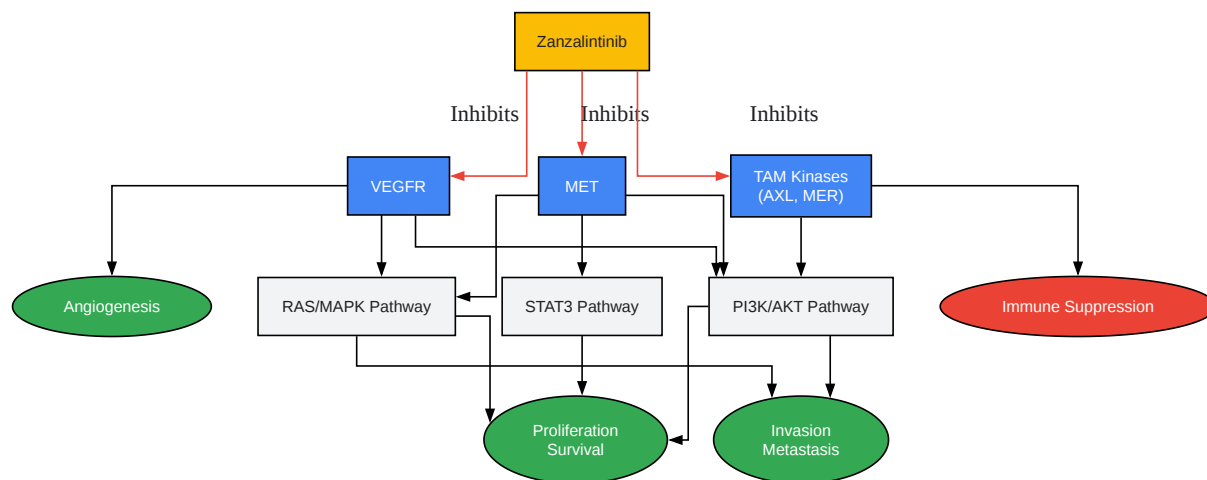 Zanzalintinib
Inhibits
Inhibits
Inhibits
VEGFR
MET
TAM Kinases
(AXL, MER)
Angiogenesis
RAS/MAPK Pathway
STAT3 Pathway
PI3K/AKT Pathway
Immune Suppression
Proliferation
Survival
Invasion
Metastasis